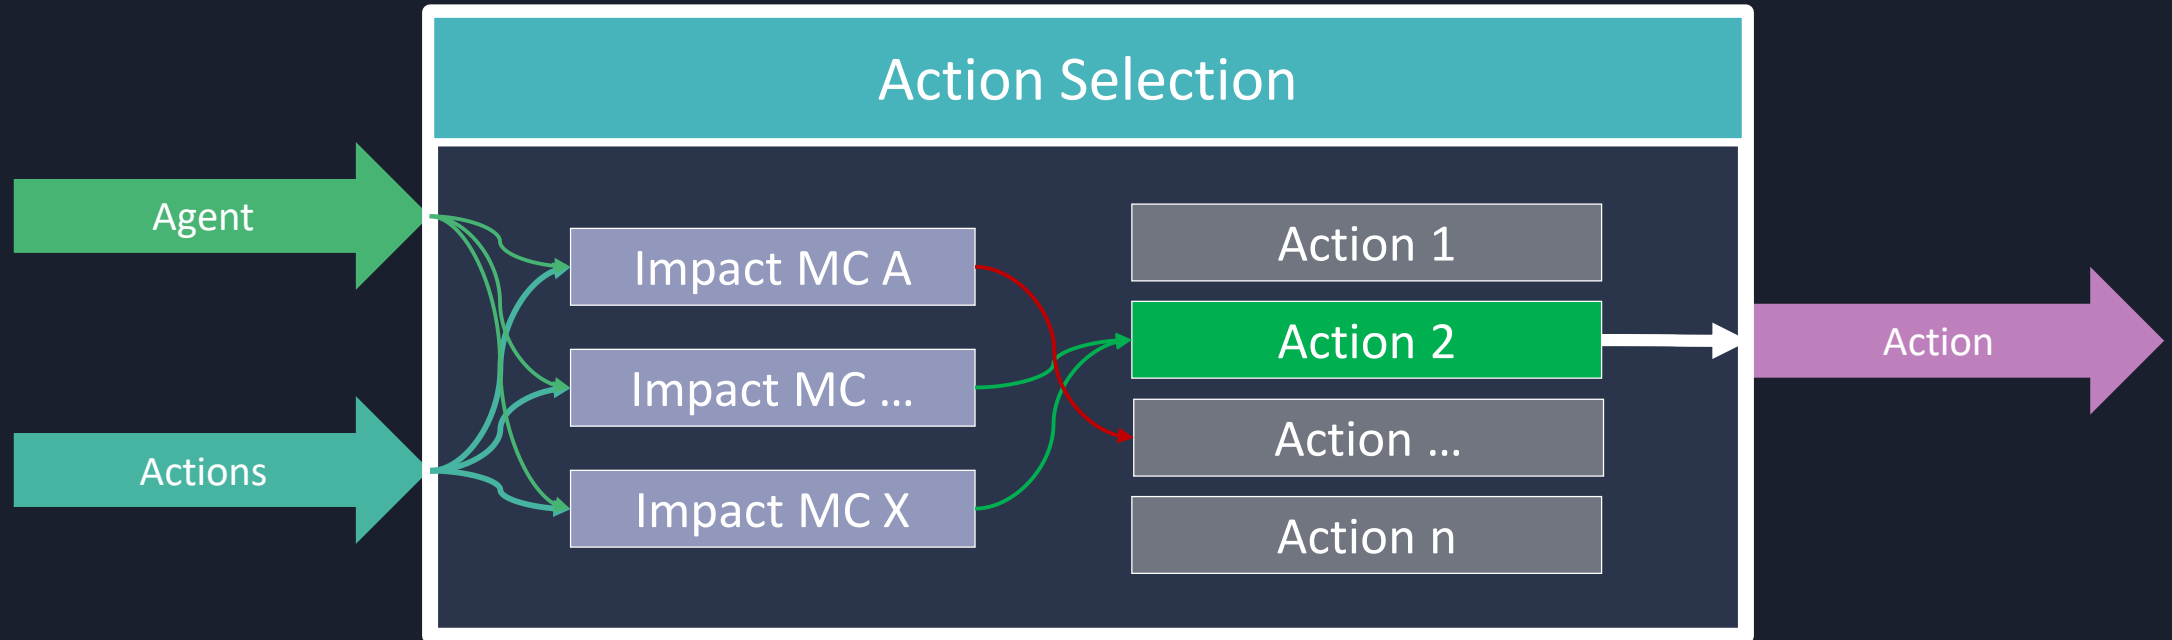 Action Selection
Agent
Actions
Impact MC A
Impact MC ...
Impact MC X
Action 1
Action 2
Action ...
Action n
Action